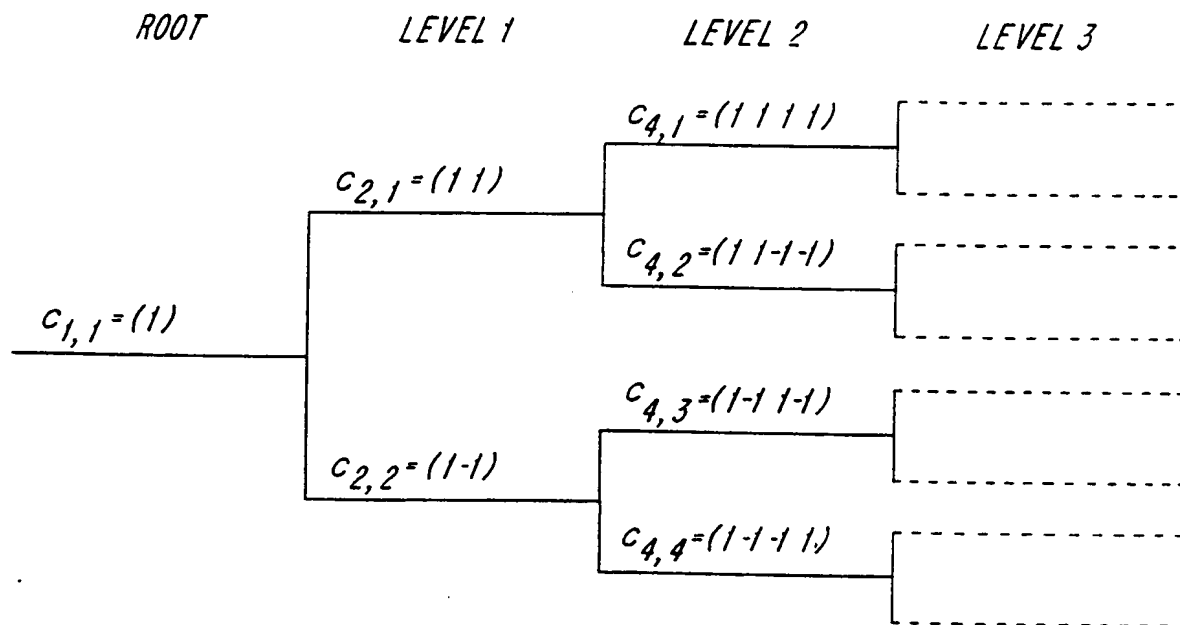 ROOT LEVEL 1 LEVEL 2 LEVEL 3
C4,1=(1 1 1 1)
C2,1=(1 1)
C4,2=(1 1-1-1)
C1,1=(1)
C4,3=(1-1 1-1)
C2,2=(1-1)
C4,4=(1-1-1 1.)